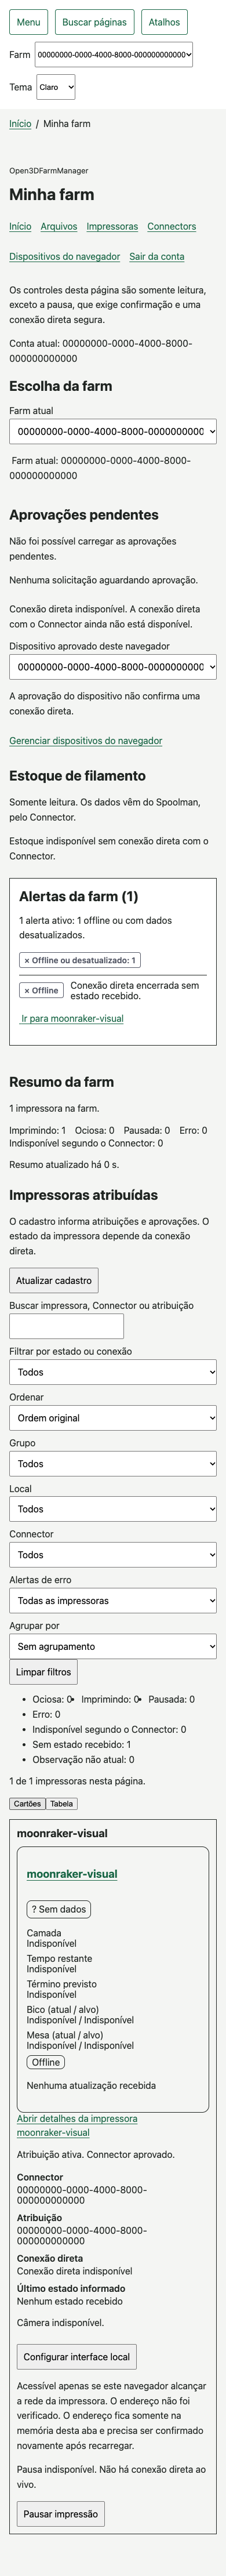 Menu
Buscar páginas
Atalhos
Farm
00000000-0000-4000-8000-000000000000
Tema
Claro
Início / Minha farm
Open3DFarmManager
Minha farm
Início Arquivos Impressoras Connectors
Dispositivos do navegador Sair da conta
Os controles desta página são somente leitura,
exceto a pausa, que exige confirmação e uma
conexão direta segura.
Conta atual: 00000000-0000-4000-8000-
000000000000
Escolha da farm
Farm atual
00000000-0000-4000-8000-000000000
Farm atual: 00000000-0000-4000-8000-
000000000000
Aprovações pendentes
Não foi possível carregar as aprovações
pendentes.
Nenhuma solicitação aguardando aprovação.
Conexão direta indisponível. A conexão direta
com o Connector ainda não está disponível.
Dispositivo aprovado deste navegador
00000000-0000-4000-8000-000000000
A aprovação do dispositivo não confirma uma
conexão direta.
Gerenciar dispositivos do navegador
Estoque de filamento
Somente leitura. Os dados vêm do Spoolman,
pelo Connector.
Estoque indisponível sem conexão direta com o
Connector.
Alertas da farm (1)
1 alerta ativo: 1 offline ou com dados
desatualizados.
× Offline ou desatualizado: 1
× Offline
Conexão direta encerrada sem
estado recebido.
Ir para moonraker-visual
Resumo da farm
1 impressora na farm.
Imprimindo: 1 Ociosa: 0 Pausada: 0 Erro: 0
Indisponível segundo o Connector: 0
Resumo atualizado há 0 s.
Impressoras atribuídas
O cadastro informa atribuições e aprovações. O
estado da impressora depende da conexão
direta.
Atualizar cadastro
Buscar impressora, Connector ou atribuição
Filtrar por estado ou conexão
Todos
Ordenar
Ordem original
Grupo
Todos
Local
Todos
Connector
Todos
Alertas de erro
Todas as impressoras
Agrupar por
Sem agrupamento
Limpar filtros
• Ociosa: 0 • Imprimindo: 0 • Pausada: 0
• Erro: 0
• Indisponível segundo o Connector: 0
• Sem estado recebido: 1
• Observação não atual: 0
1 de 1 impressoras nesta página.
Cartões Tabela
moonraker-visual
moonraker-visual
? Sem dados
Camada
Indisponível
Tempo restante
Indisponível
Término previsto
Indisponível
Bico (atual / alvo)
Indisponível / Indisponível
Mesa (atual / alvo)
Indisponível / Indisponível
Offline
Nenhuma atualização recebida
Abrir detalhes da impressora
moonraker-visual
Atribuição ativa. Connector aprovado.
Connector
00000000-0000-4000-8000-
000000000000
Atribuição
00000000-0000-4000-8000-
000000000000
Conexão direta
Conexão direta indisponível
Último estado informado
Nenhum estado recebido
Câmera indisponível.
Configurar interface local
Acessível apenas se este navegador alcançar
a rede da impressora. O endereço não foi
verificado. O endereço fica somente na
memória desta aba e precisa ser confirmado
novamente após recarregar.
Pausa indisponível. Não há conexão direta ao
vivo.
Pausar impressão